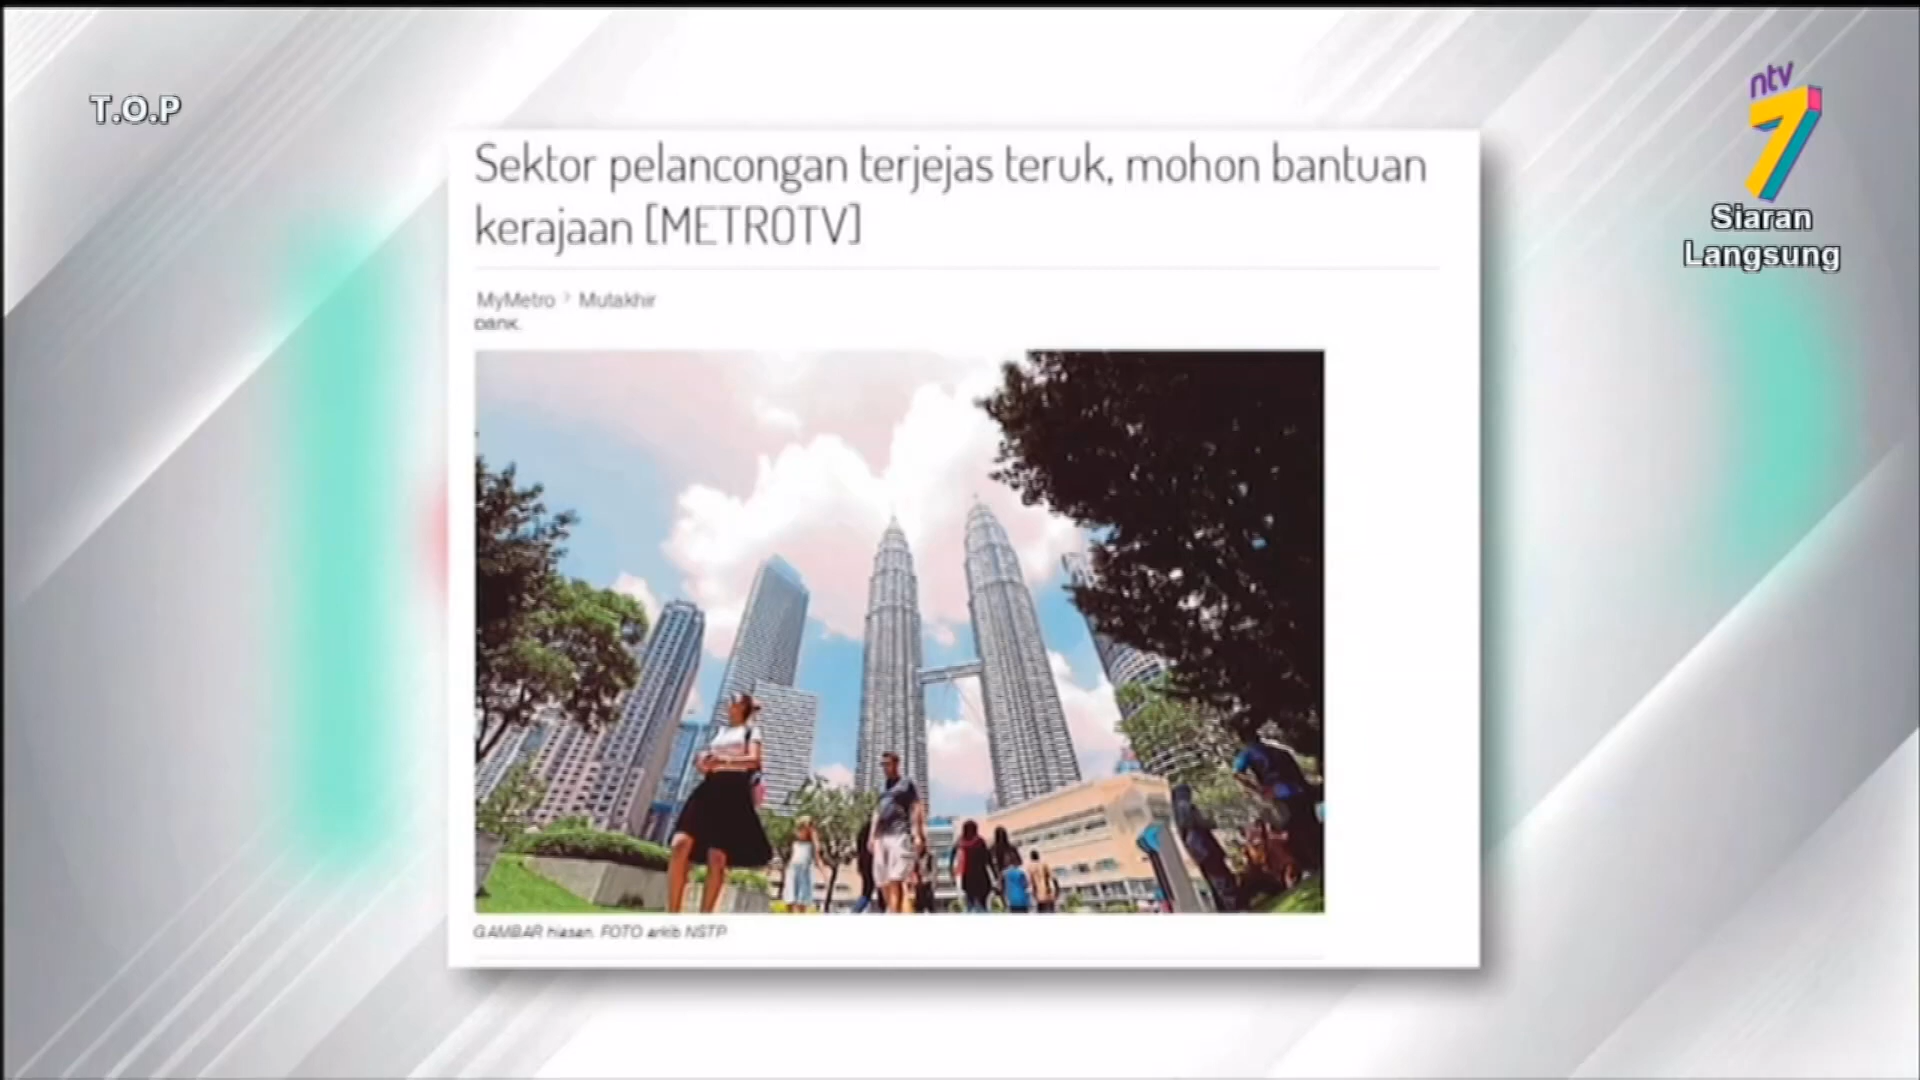 T.O.P
ntv
7
Siaran
Langsung
Sektor pelancongan terjejas teruk, mohon bantuan
kerajaan [METROTV]
MyMetro > Mutakhir
GAMBAR hiasan. FOTO arkib NSTP